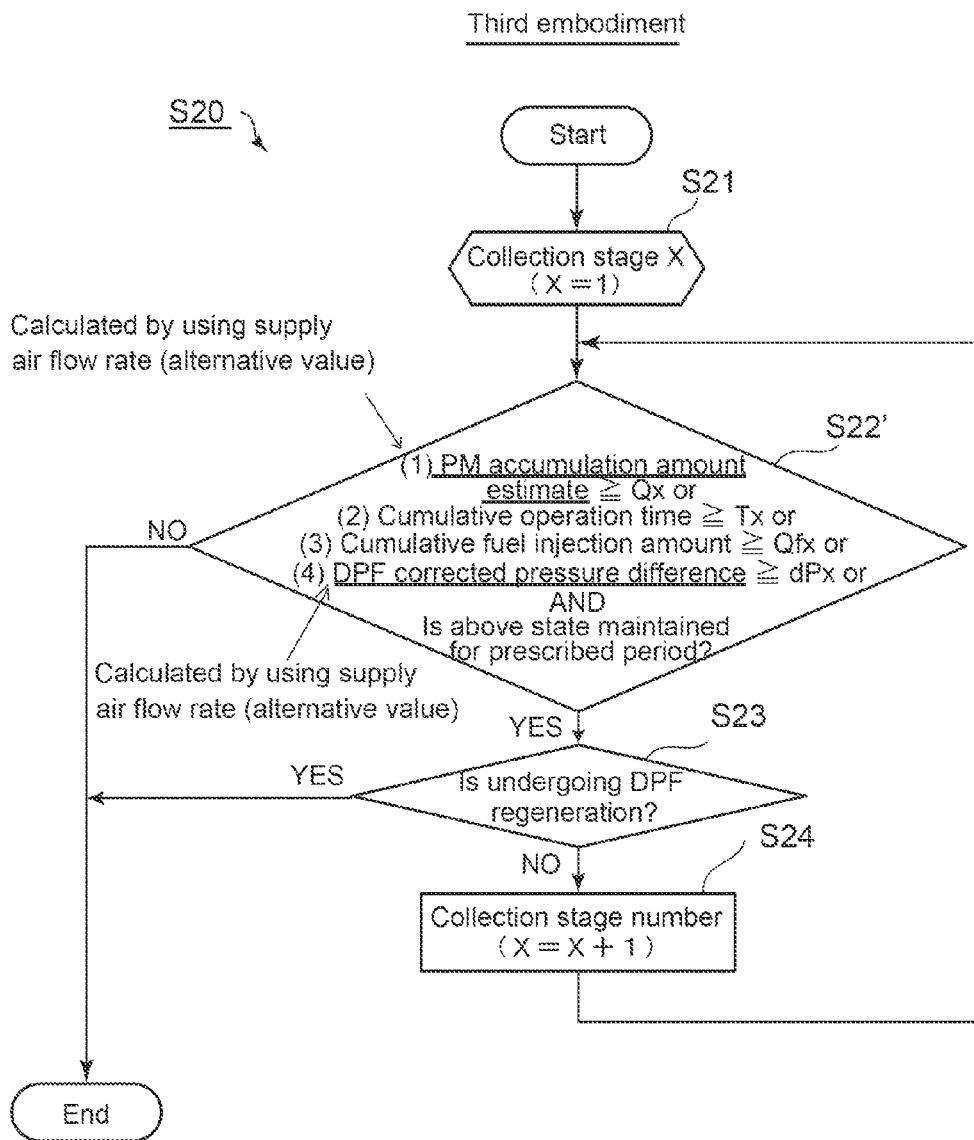 Third embodiment
S20
Start
S21
Collection stage X
(X=1)
Calculated by using supply
air flow rate (alternative value)
S22'
(1) PM accumulation amount
estimate ≧ Qx or
(2) Cumulative operation time ≧ Tx or
(3) Cumulative fuel injection amount ≧ Qfx or
(4) DPF corrected pressure difference ≧ dPx or
AND
Is above state maintained
for prescribed period?
NO
Calculated by using supply
air flow rate (alternative value)
YES
S23
YES
Is undergoing DPF
regeneration?
NO
S24
Collection stage number
(X=X+1)
End